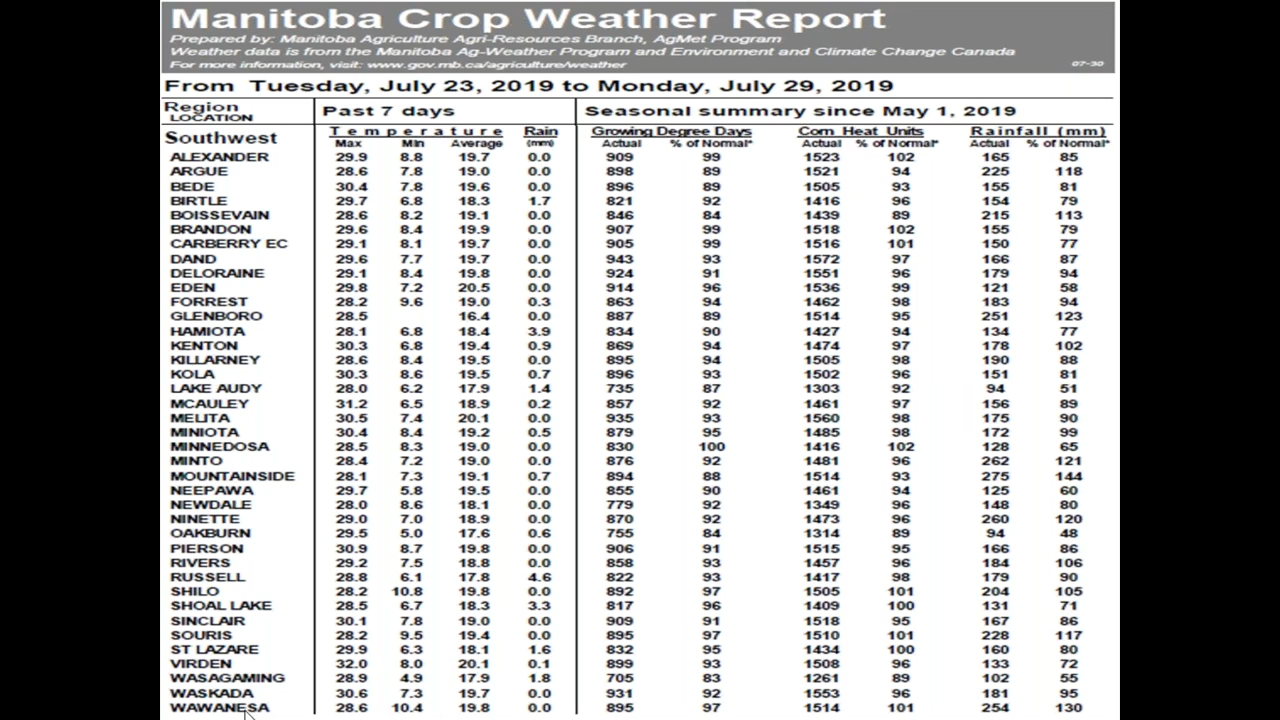 Manitoba Crop Weather Report
Prepared by: Manitoba Agriculture Agri-Resources Branch, AgMet Program
Weather data is from the Manitoba Ag-Weather Program and Environment and Climate Change Canada
For more information, visit: www.gov.mb.ca/agriculture/weather 07-30
From Tuesday, July 23, 2019 to Monday, July 29, 2019
Region LOCATION Past 7 days Seasonal summary since May 1, 2019
Southwest Temperature Rain Growing Degree Days Corn Heat Units Rainfall (mm)
Max Min Average (mm) Actual % of Normal* Actual % of Normal* Actual % of Normal*
ALEXANDER 29.9 8.8 19.7 0.0 909 99 1523 102 165 85
ARGUE 28.6 7.8 19.0 0.0 898 89 1521 94 225 118
BEDE 30.4 7.8 19.6 0.0 896 89 1505 93 155 81
BIRTLE 29.7 6.8 18.3 1.7 821 92 1416 96 154 79
BOISSEVAIN 28.6 8.2 19.1 0.0 846 84 1439 89 215 113
BRANDON 29.6 8.4 19.9 0.0 907 99 1518 102 155 79
CARBERRY EC 29.1 8.1 19.7 0.0 905 99 1516 101 150 77
DAND 29.6 7.7 19.7 0.0 943 93 1572 97 166 87
DELORAINE 29.1 8.4 19.8 0.0 924 91 1551 96 179 94
EDEN 29.8 7.2 20.5 0.0 914 96 1536 99 121 58
FORREST 28.2 9.6 19.0 0.3 863 94 1462 98 183 94
GLENBORO 28.5 16.4 0.0 887 89 1514 95 251 123
HAMIOTA 28.1 6.8 18.4 3.9 834 90 1427 94 134 77
KENTON 30.3 6.8 19.4 0.9 869 94 1474 97 178 102
KILLARNEY 28.6 8.4 19.5 0.0 895 94 1505 98 190 88
KOLA 30.3 8.6 19.5 0.7 896 93 1502 96 151 81
LAKE AUDY 28.0 6.2 17.9 1.4 735 87 1303 92 94 51
MCAULEY 31.2 6.5 18.9 0.2 857 92 1461 97 156 89
MELITA 30.5 7.4 20.1 0.0 935 93 1560 98 175 90
MINIOTA 30.4 8.4 19.2 0.5 879 95 1485 98 172 99
MINNEDOSA 28.5 8.3 19.0 0.0 830 100 1416 102 128 65
MINTO 28.4 7.2 19.0 0.0 876 92 1481 96 262 121
MOUNTAINSIDE 28.1 7.3 19.1 0.7 894 88 1514 93 275 144
NEEPAWA 29.7 5.8 19.5 0.0 855 90 1461 94 125 60
NEWDALE 28.0 8.6 18.1 0.0 779 92 1349 96 148 80
NINETTE 29.0 7.0 18.9 0.0 870 92 1473 96 260 120
OAKBURN 29.5 5.0 17.6 0.6 755 84 1314 89 94 48
PIERSON 30.9 8.7 19.8 0.0 906 91 1515 95 166 86
RIVERS 29.2 7.5 18.8 0.0 858 93 1457 96 184 106
RUSSELL 28.8 6.1 17.8 4.6 822 93 1417 98 179 90
SHILO 28.2 10.8 19.8 0.0 892 97 1505 101 204 105
SHOAL LAKE 28.5 6.7 18.3 3.3 817 96 1409 100 131 71
SINCLAIR 30.1 7.8 19.0 0.0 909 91 1518 95 167 86
SOURIS 28.2 9.5 19.4 0.0 895 97 1510 101 228 117
ST LAZARE 29.9 6.3 18.1 1.6 832 95 1434 100 160 80
VIRDEN 32.0 8.0 20.1 0.1 899 93 1508 96 133 72
WASAGAMING 28.9 4.9 17.9 1.8 705 83 1261 89 102 55
WASKADA 30.6 7.3 19.7 0.0 931 92 1553 96 181 95
WAWANESA 28.6 10.4 19.8 0.0 895 97 1514 101 254 130